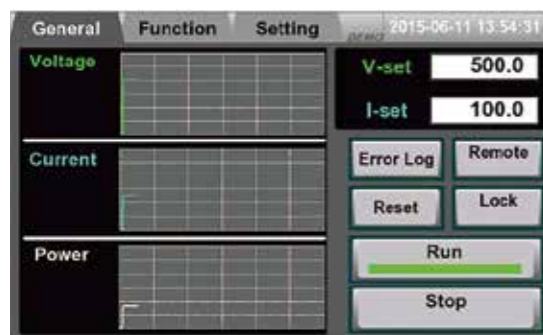 General Function Setting
DEMO 2015-06-11 13:54:31
Voltage
V-set 500.0
I-set 100.0
Current
Error Log Remote
Reset Lock
Power
Run
Stop